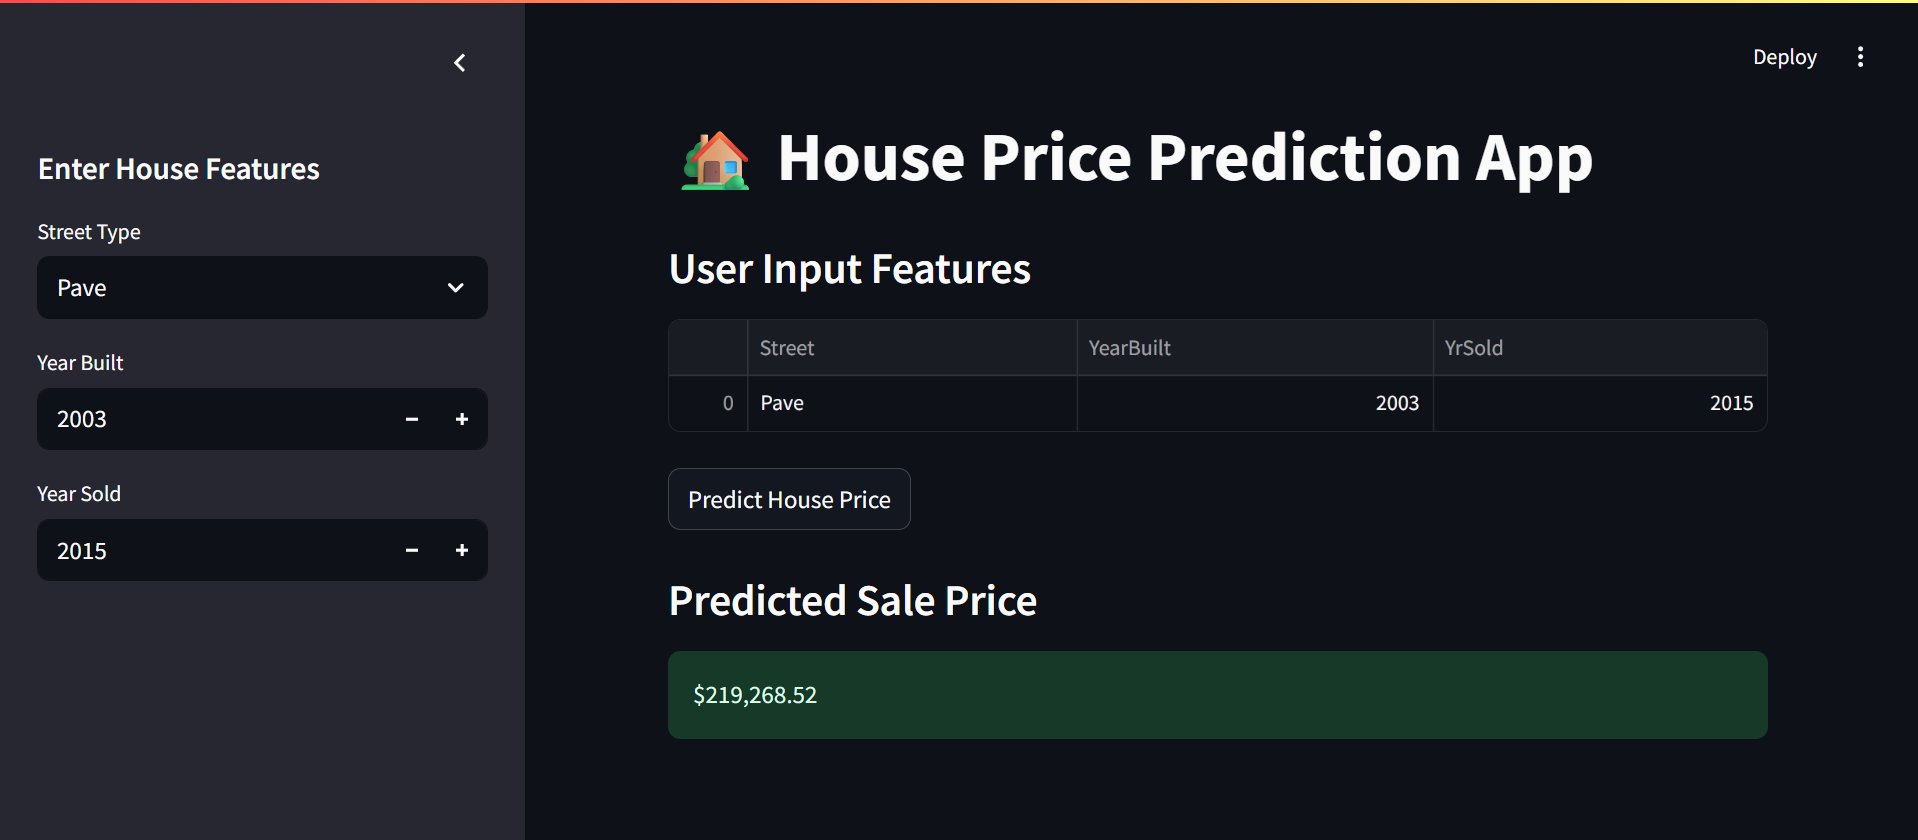 Deploy
Enter House Features
Street Type
Pave
Year Built
2003
Year Sold
2015
House Price Prediction App
User Input Features
Street YearBuilt YrSold
0 Pave 2003 2015
Predict House Price
Predicted Sale Price
$219,268.52